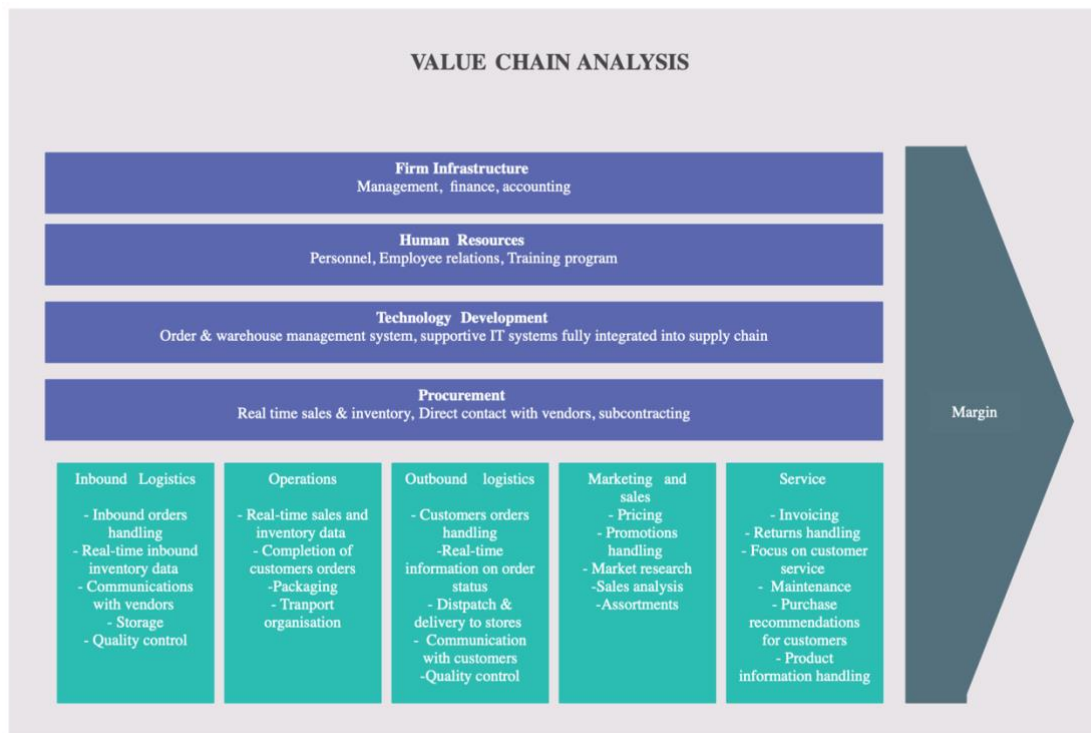 VALUE CHAIN ANALYSIS
Firm Infrastructure
Management, finance, accounting
Human Resources
Personnel, Employee relations, Training program
Technology Development
Order & warehouse management system, supportive IT systems fully integrated into supply chain
Procurement
Real time sales & inventory, Direct contact with vendors, subcontracting
Margin
Inbound Logistics
- Inbound orders
handling
- Real-time inbound
inventory data
- Communications
with vendors
- Storage
- Quality control
Operations
- Real-time sales and
inventory data
- Completion of
customers orders
-Packaging
- Tranport
organisation
Outbound logistics
- Customers orders
handling
-Real-time
information on order
status
- Distpatch &
delivery to stores
- Communication
with customers
-Quality control
Marketing and
sales
- Pricing
- Promotions
handling
- Market research
-Sales analysis
-Assortments
Service
- Invoicing
- Returns handling
- Focus on customer
service
- Maintenance
- Purchase
recommendations
for customers
- Product
information handling